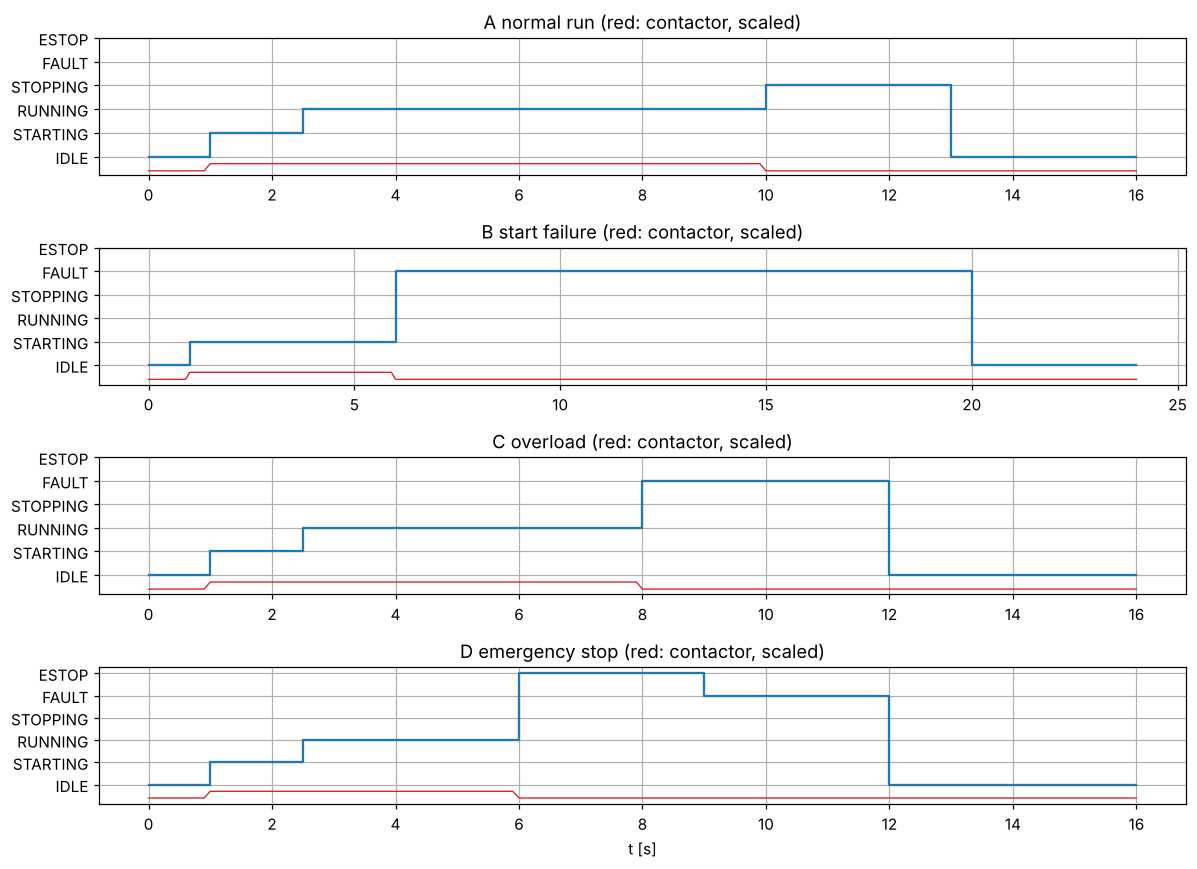 A normal run (red: contactor, scaled)
ESTOP
FAULT
STOPPING
RUNNING
STARTING
IDLE
0 2 4 6 8 10 12 14 16
B start failure (red: contactor, scaled)
ESTOP
FAULT
STOPPING
RUNNING
STARTING
IDLE
0 5 10 15 20 25
C overload (red: contactor, scaled)
ESTOP
FAULT
STOPPING
RUNNING
STARTING
IDLE
0 2 4 6 8 10 12 14 16
D emergency stop (red: contactor, scaled)
ESTOP
FAULT
STOPPING
RUNNING
STARTING
IDLE
0 2 4 6 8 10 12 14 16
t [s]